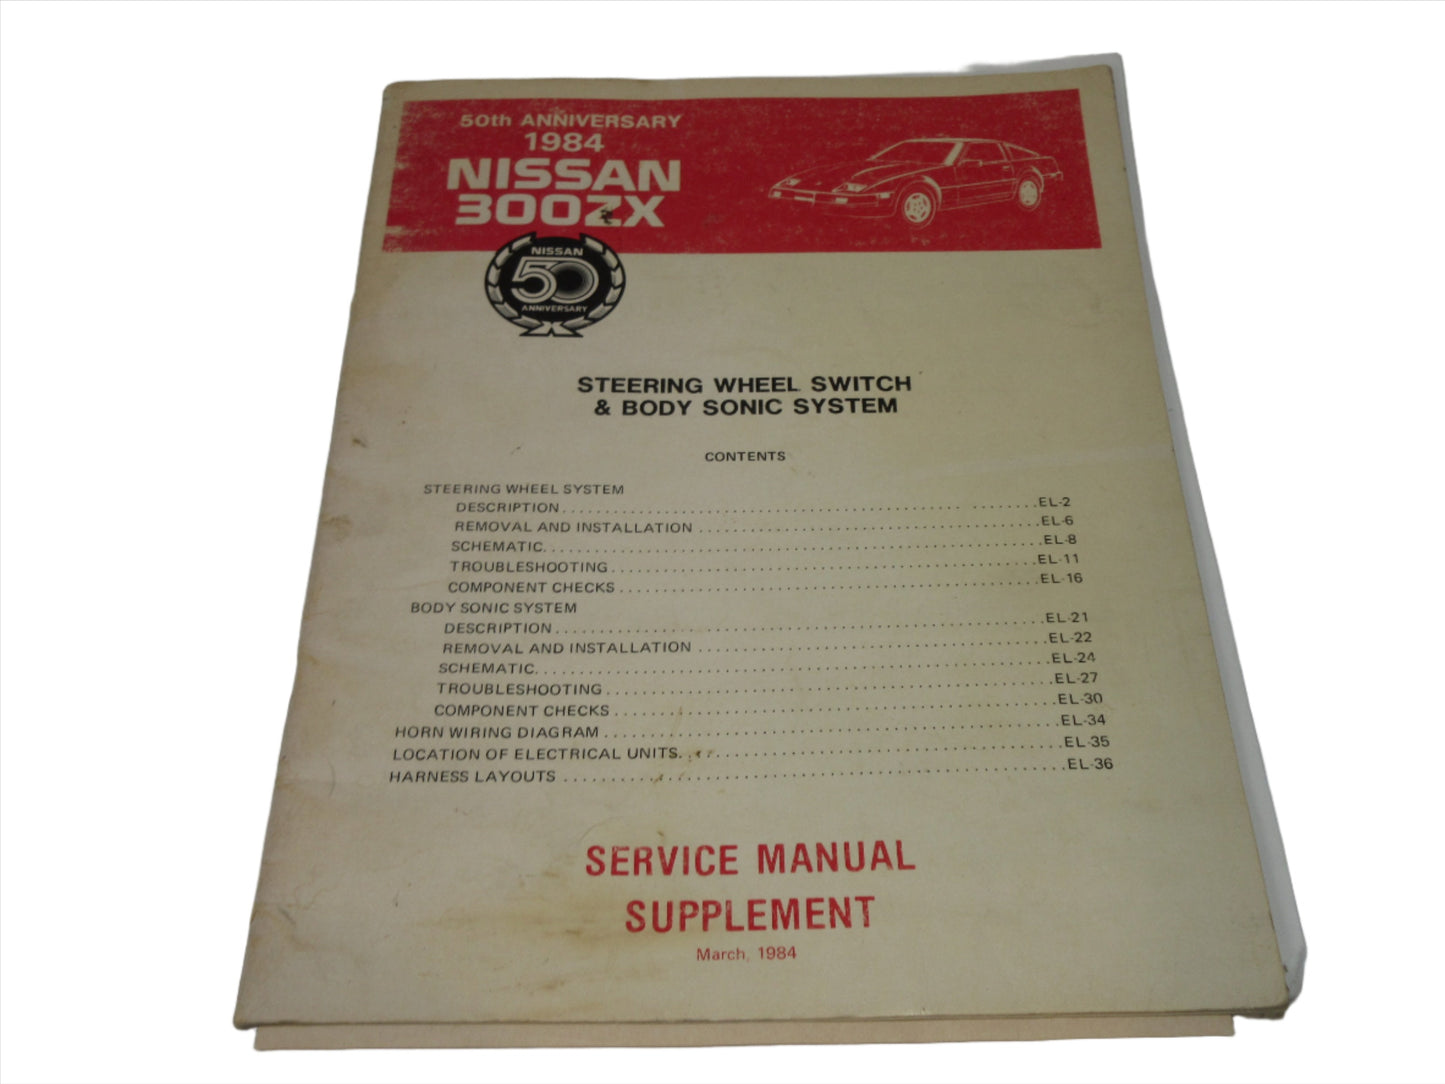 50th ANNIVERSARY
1984
NISSAN
300ZX
NISSAN
50
ANNIVERSARY
STEERING WHEEL SWITCH
& BODY SONIC SYSTEM
CONTENTS
STEERING WHEEL SYSTEM
DESCRIPTION . . . . . . . . . . . . . . . . . . . . EL-2
REMOVAL AND INSTALLATION . . . . . . . . . . . . . . . . . . . . EL-6
SCHEMATIC. . . . . . . . . . . . . . . . . . . . EL-8
TROUBLESHOOTING . . . . . . . . . . . . . . . . . . . . EL-11
COMPONENT CHECKS . . . . . . . . . . . . . . . . . . . . EL-16
BODY SONIC SYSTEM
DESCRIPTION . . . . . . . . . . . . . . . . . . . . EL-21
REMOVAL AND INSTALLATION . . . . . . . . . . . . . . . . . . . . EL-22
SCHEMATIC. . . . . . . . . . . . . . . . . . . . EL-24
TROUBLESHOOTING . . . . . . . . . . . . . . . . . . . . EL-27
COMPONENT CHECKS . . . . . . . . . . . . . . . . . . . . EL-30
HORN WIRING DIAGRAM . . . . . . . . . . . . . . . . . . . . EL-34
LOCATION OF ELECTRICAL UNITS. . . . . . . . . . . . . . . . . . . . EL-35
HARNESS LAYOUTS . . . . . . . . . . . . . . . . . . . . EL-36
SERVICE MANUAL
SUPPLEMENT
March, 1984